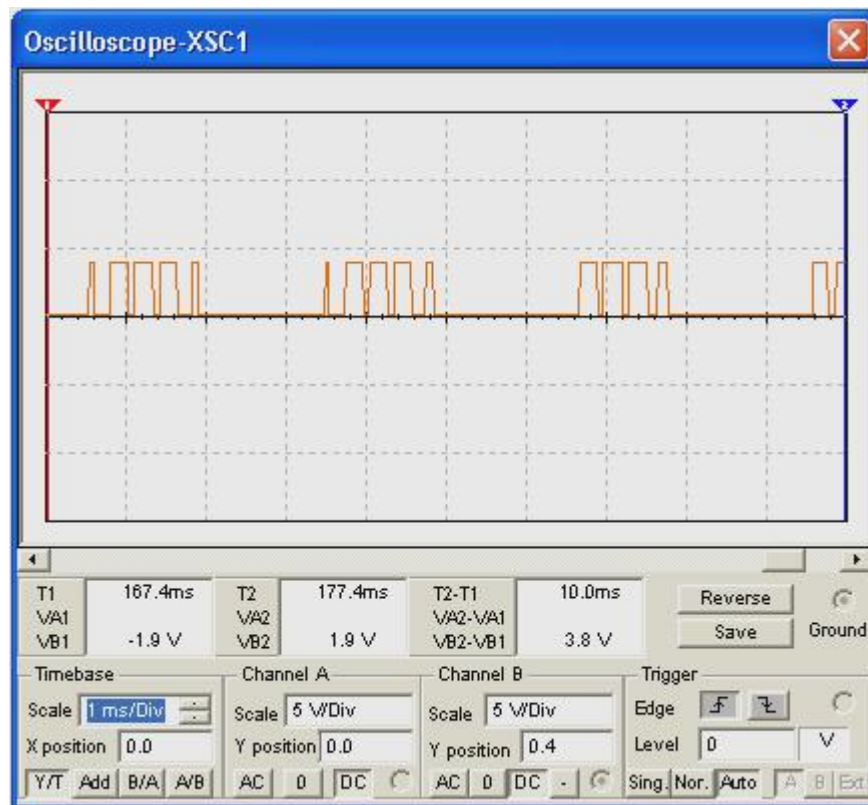 Oscilloscope-XSC1
1 2
T1 167.4ms T2 177.4ms T2-T1 10.0ms Reverse
VA1 VA2 VA2-VA1
VB1 -1.9 V VB2 1.9 V VB2-VB1 3.8 V Save Ground
Timebase Channel A Channel B Trigger
Scale 1 ms/Div Scale 5 V/Div Scale 5 V/Div Edge
X position 0.0 Y position 0.0 Y position 0.4 Level 0 V
Y/T Add B/A A/B AC 0 DC AC 0 DC - Sing. Nor. Auto A B Ext